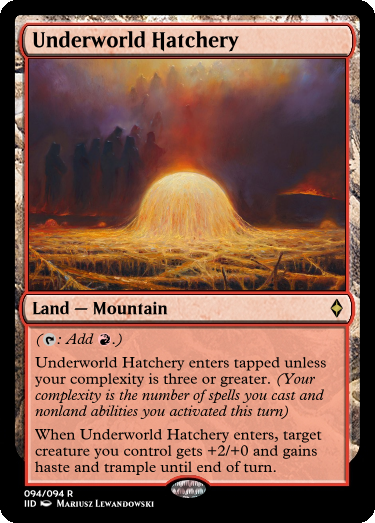 Underworld Hatchery
Land — Mountain
(T: Add R.)
Underworld Hatchery enters tapped unless
your complexity is three or greater. (Your
complexity is the number of spells you cast and
nonland abilities you activated this turn)
When Underworld Hatchery enters, target
creature you control gets +2/+0 and gains
haste and trample until end of turn.
094/094 R
IID Mariusz Lewandowski